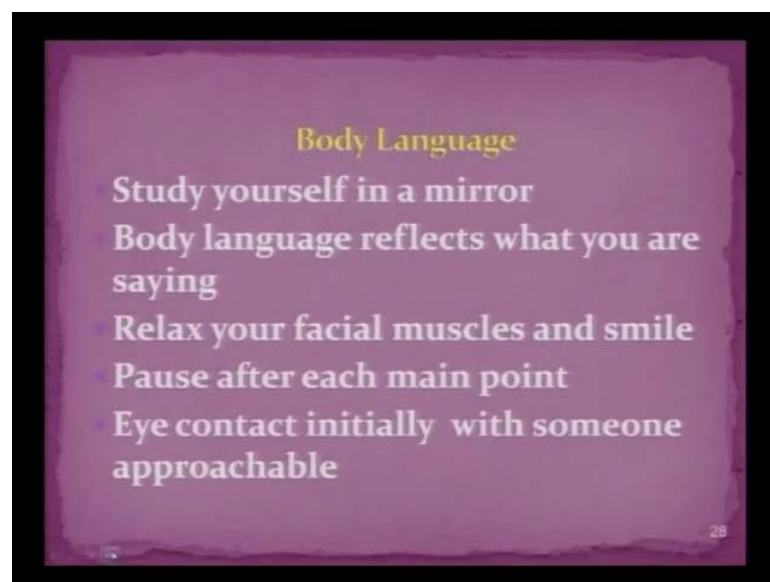 Body Language
Study yourself in a mirror
Body language reflects what you are
saying
Relax your facial muscles and smile
Pause after each main point
Eye contact initially with someone
approachable
28